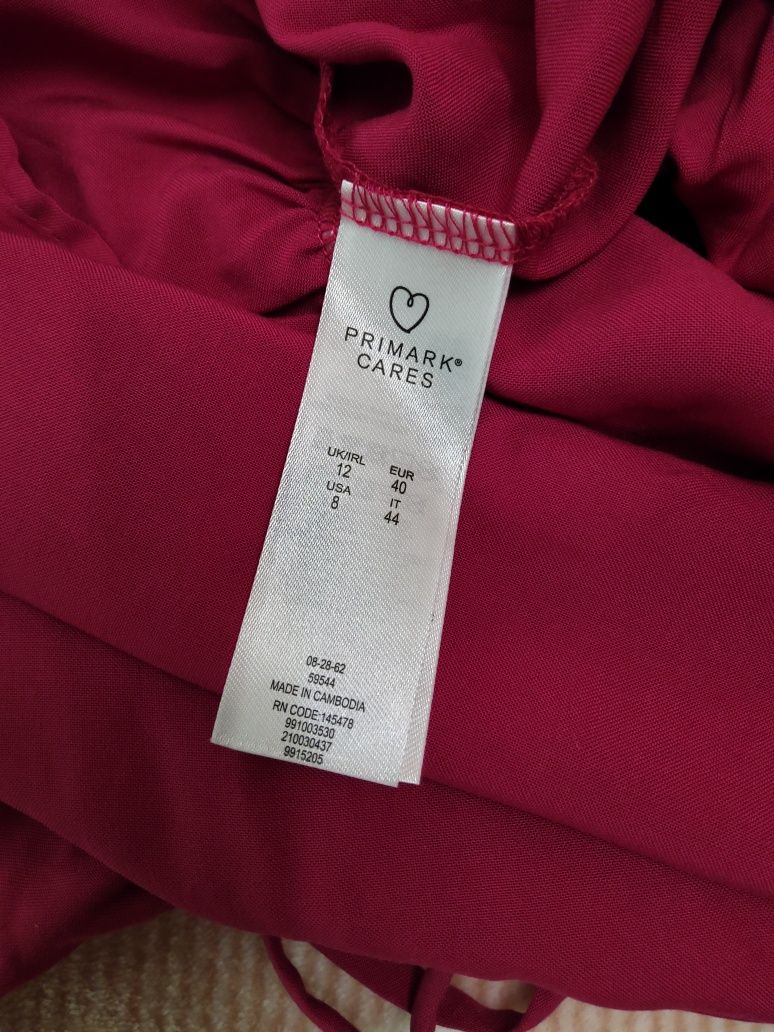 PRIMARK®
CARES
UK/IRL EUR
12 40
USA IT
8 44
08-28-62
59544
MADE IN CAMBODIA
RN CODE:145478
991003530
210030437
9915205